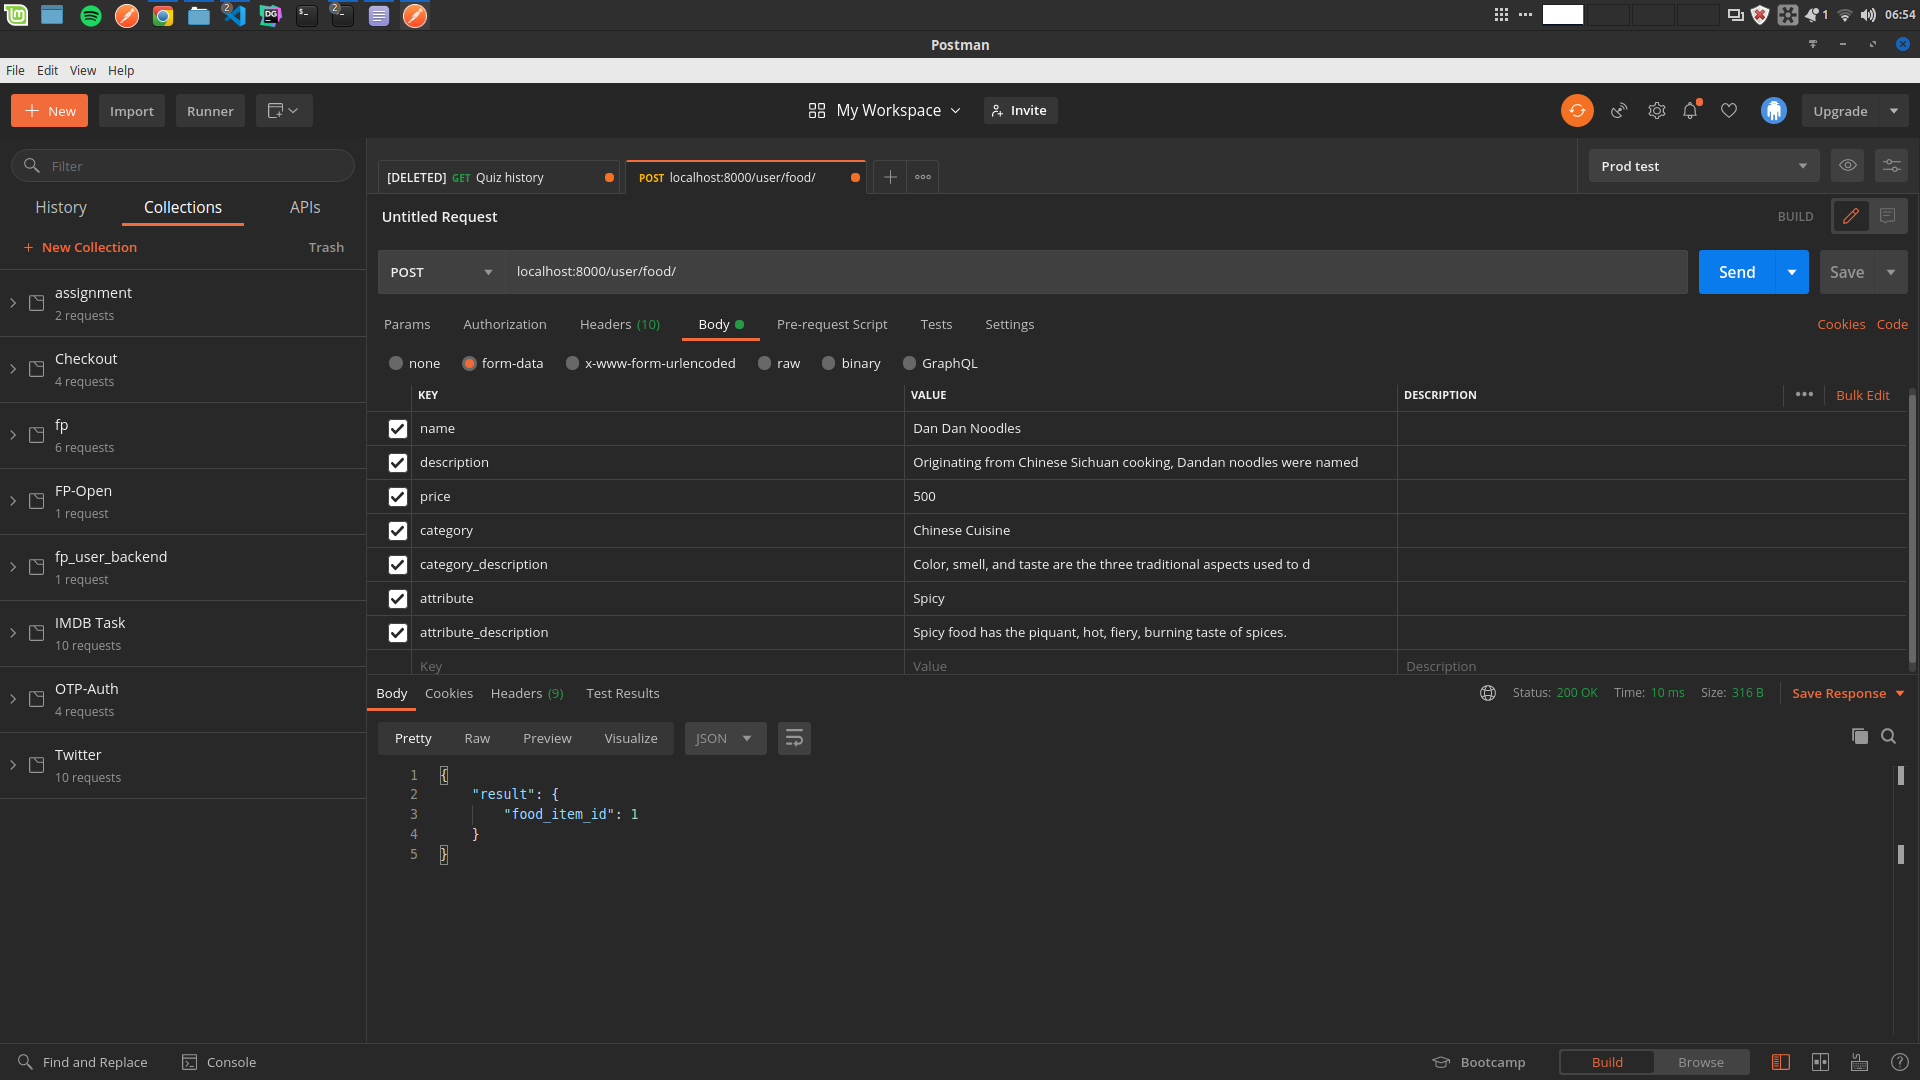 2 2 1 06:54
Postman
File Edit View Help
New Import Runner My Workspace Invite Upgrade
Filter
[DELETED] GET Quiz history POST localhost:8000/user/food/ Prod test
History Collections APIs
Untitled Request BUILD
+ New Collection Trash
POST localhost:8000/user/food/ Send Save
assignment
2 requests
Checkout
4 requests
fp
6 requests
FP-Open
1 request
fp_user_backend
1 request
IMDB Task
10 requests
OTP-Auth
4 requests
Twitter
10 requests
Params Authorization Headers (10) Body Pre-request Script Tests Settings Cookies Code
none form-data x-www-form-urlencoded raw binary GraphQL
KEY VALUE DESCRIPTION Bulk Edit
name Dan Dan Noodles
description Originating from Chinese Sichuan cooking, Dandan noodles were named
price 500
category Chinese Cuisine
category_description Color, smell, and taste are the three traditional aspects used to d
attribute Spicy
attribute_description Spicy food has the piquant, hot, fiery, burning taste of spices.
Key Value Description
Body Cookies Headers (9) Test Results Status: 200 OK Time: 10 ms Size: 316 B Save Response
Pretty Raw Preview Visualize JSON
1 {
2 "result": {
3 "food_item_id": 1
4 }
5 }
Find and Replace Console Bootcamp Build Browse